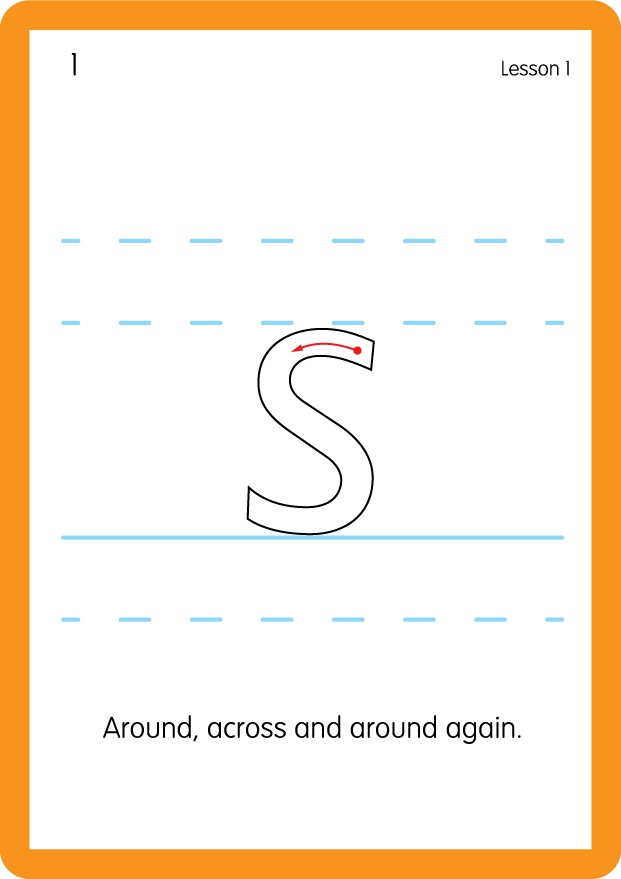 1
Lesson 1
s
Around, across and around again.